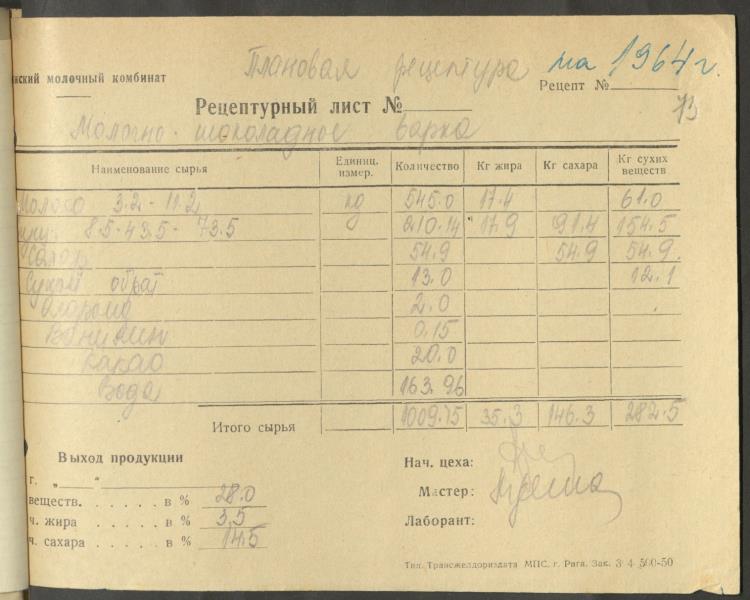 Плановая рецептура на 1964 г.
нский молочный комбинат
Рецепт №
73
Рецептурный лист №
Молочно-шоколадное варка
Наименование сырья Единиц. измер. Количество Кг жира Кг сахара Кг сухих веществ
Молоко 3.2 - 11.2 кg 545.0 17.4 61.0
8.5 - 43.5 - 73.5 210.14 17.9 91.4 154.5
Сахар 54.9 54.9 54.9
Сухой обрат 13.0 12.1
Агароид 2.0
Ванилин 0.15
Какао 20.0
Вода 163.96
Итого сырья 1009.15 35.3 146.3 282.5
Выход продукции
г. „ “
веществ. . . . . . в % 28.0
ч. жира . . . . . в % 3.5
ч. сахара . . . . . в % 14.5
Нач. цеха:
Мастер:
Лаборант:
Тип. Трансжелдориздата МПС. г. Рига. Зак. 3 4-500-50